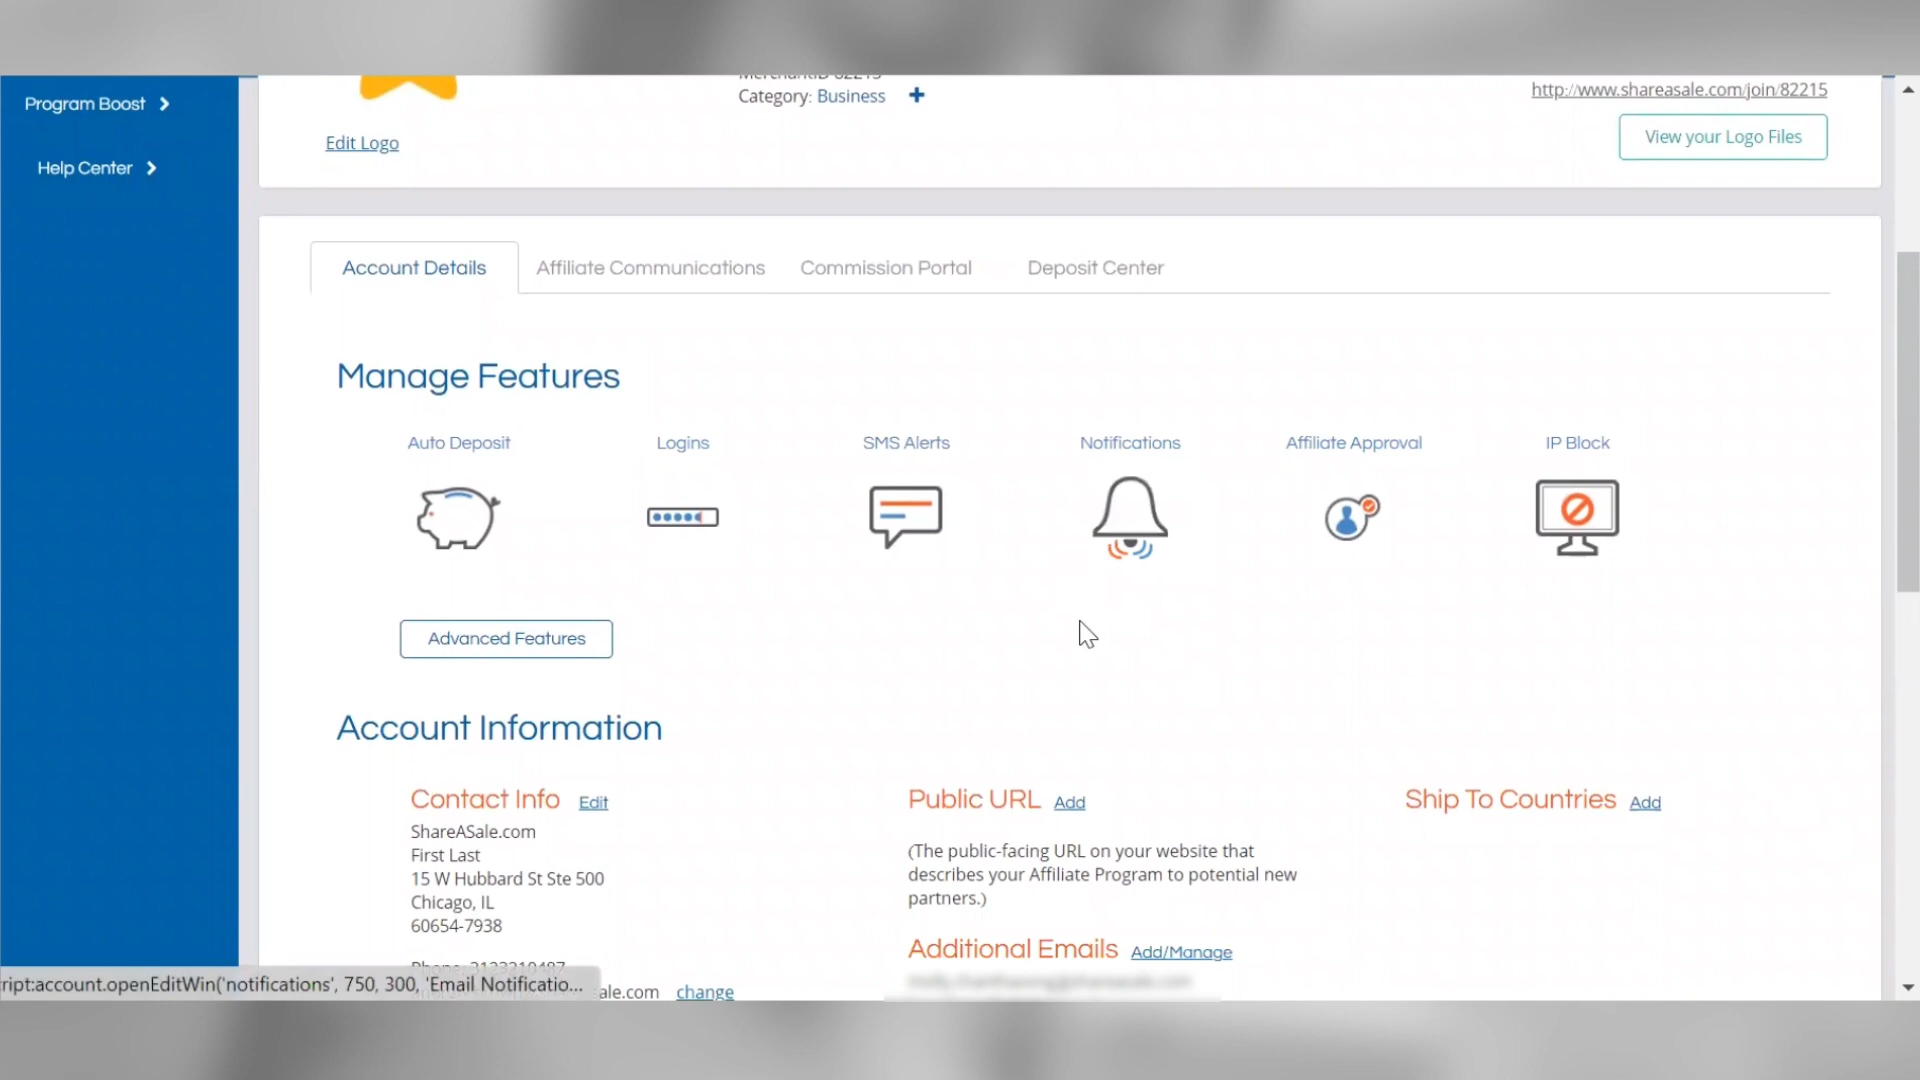 Program Boost
Help Center
MerchantID 82215
Category: Business
Edit Logo
http://www.shareasale.com/join/82215
View your Logo Files
Account Details
Affiliate Communications
Commission Portal
Deposit Center
Manage Features
Auto Deposit
Logins
SMS Alerts
Notifications
Affiliate Approval
IP Block
Advanced Features
Account Information
Contact Info Edit
ShareASale.com
First Last
15 W Hubbard St Ste 500
Chicago, IL
60654-7938
Phone: 3123210487
ale.com change
Public URL Add
(The public-facing URL on your website that
describes your Affiliate Program to potential new
partners.)
Additional Emails Add/Manage
Ship To Countries Add
ript:account.openEditWin('notifications', 750, 300, 'Email Notificatio...